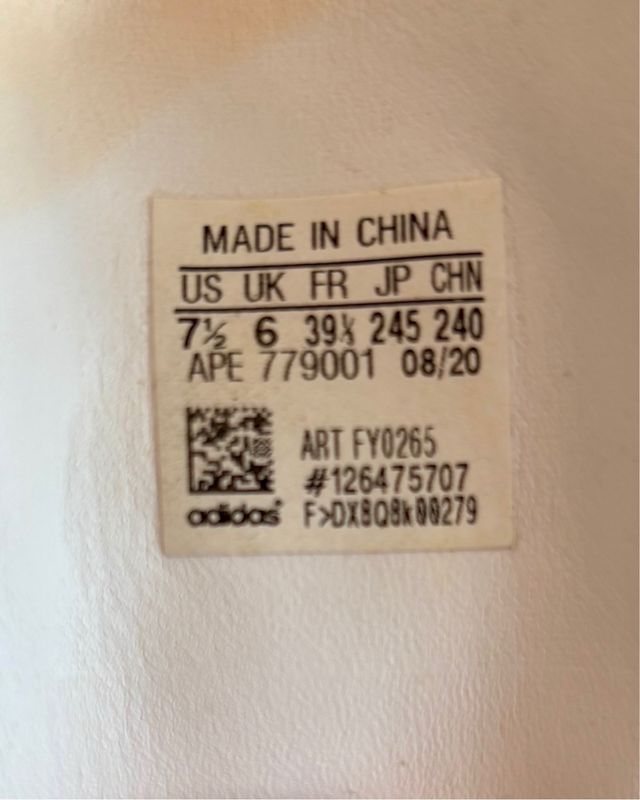 MADE IN CHINA
US UK FR JP CHN
7½ 6 39⅓ 245 240
APE 779001 08/20
ART FY0265
#126475707
adidas F>DX8Q8k00279